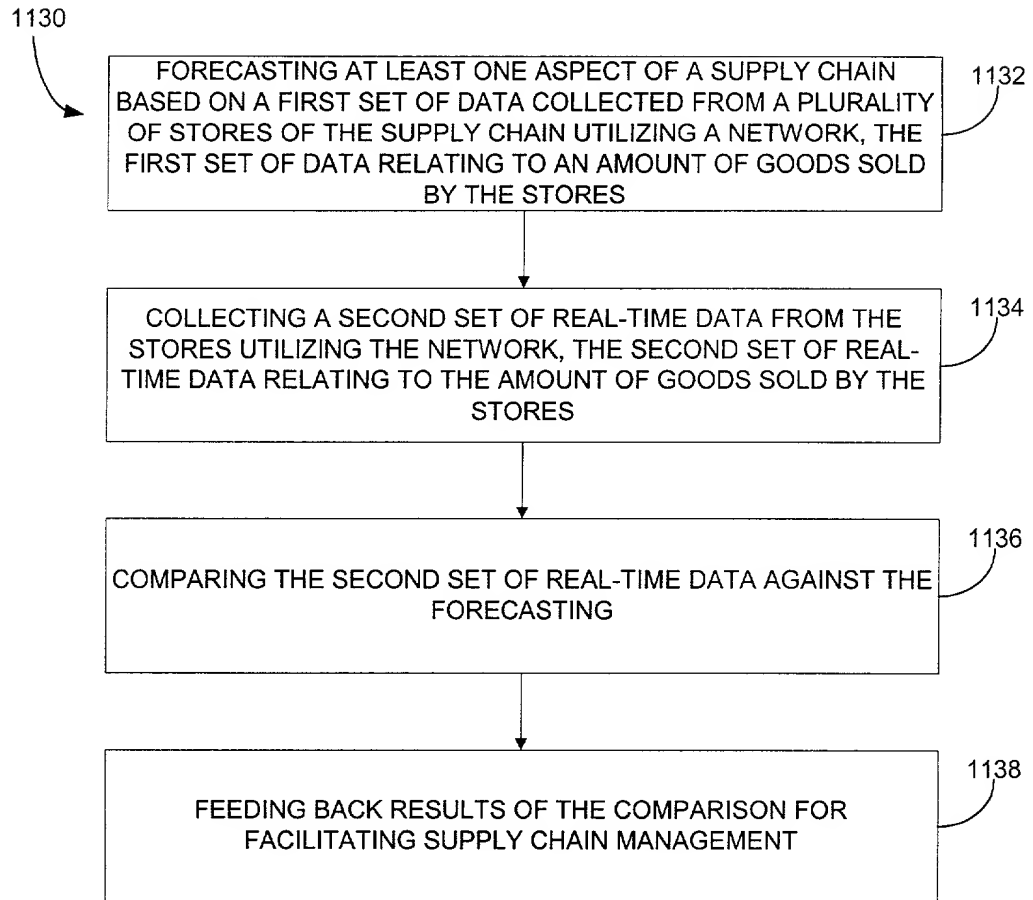 1130
FORECASTING AT LEAST ONE ASPECT OF A SUPPLY CHAIN
BASED ON A FIRST SET OF DATA COLLECTED FROM A PLURALITY
OF STORES OF THE SUPPLY CHAIN UTILIZING A NETWORK, THE
FIRST SET OF DATA RELATING TO AN AMOUNT OF GOODS SOLD
BY THE STORES
1132
COLLECTING A SECOND SET OF REAL-TIME DATA FROM THE
STORES UTILIZING THE NETWORK, THE SECOND SET OF REAL-
TIME DATA RELATING TO THE AMOUNT OF GOODS SOLD BY THE
STORES
1134
COMPARING THE SECOND SET OF REAL-TIME DATA AGAINST THE
FORECASTING
1136
FEEDING BACK RESULTS OF THE COMPARISON FOR
FACILITATING SUPPLY CHAIN MANAGEMENT
1138